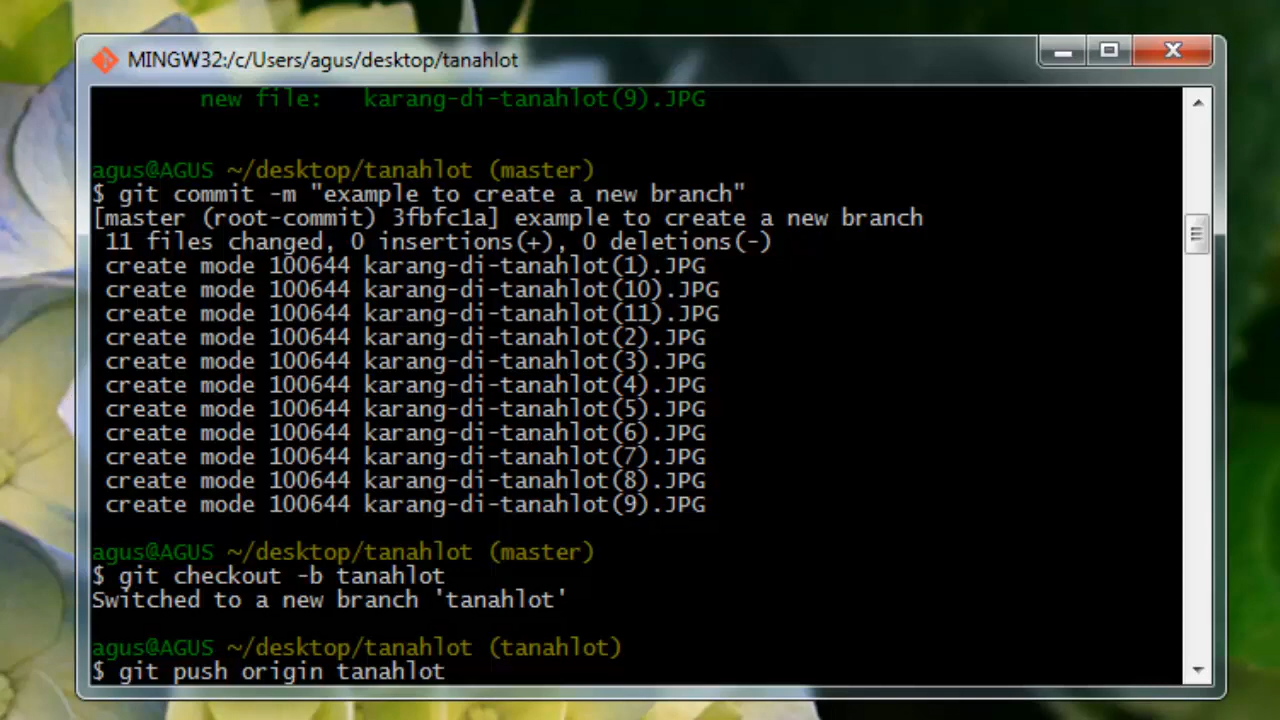 MINGW32:/c/Users/agus/desktop/tanahlot
new file:   karang-di-tanahlot(9).JPG
agus@AGUS ~/desktop/tanahlot (master)
$ git commit -m "example to create a new branch"
[master (root-commit) 3fbfc1a] example to create a new branch
 11 files changed, 0 insertions(+), 0 deletions(-)
 create mode 100644 karang-di-tanahlot(1).JPG
 create mode 100644 karang-di-tanahlot(10).JPG
 create mode 100644 karang-di-tanahlot(11).JPG
 create mode 100644 karang-di-tanahlot(2).JPG
 create mode 100644 karang-di-tanahlot(3).JPG
 create mode 100644 karang-di-tanahlot(4).JPG
 create mode 100644 karang-di-tanahlot(5).JPG
 create mode 100644 karang-di-tanahlot(6).JPG
 create mode 100644 karang-di-tanahlot(7).JPG
 create mode 100644 karang-di-tanahlot(8).JPG
 create mode 100644 karang-di-tanahlot(9).JPG
agus@AGUS ~/desktop/tanahlot (master)
$ git checkout -b tanahlot
Switched to a new branch 'tanahlot'
agus@AGUS ~/desktop/tanahlot (tanahlot)
$ git push origin tanahlot